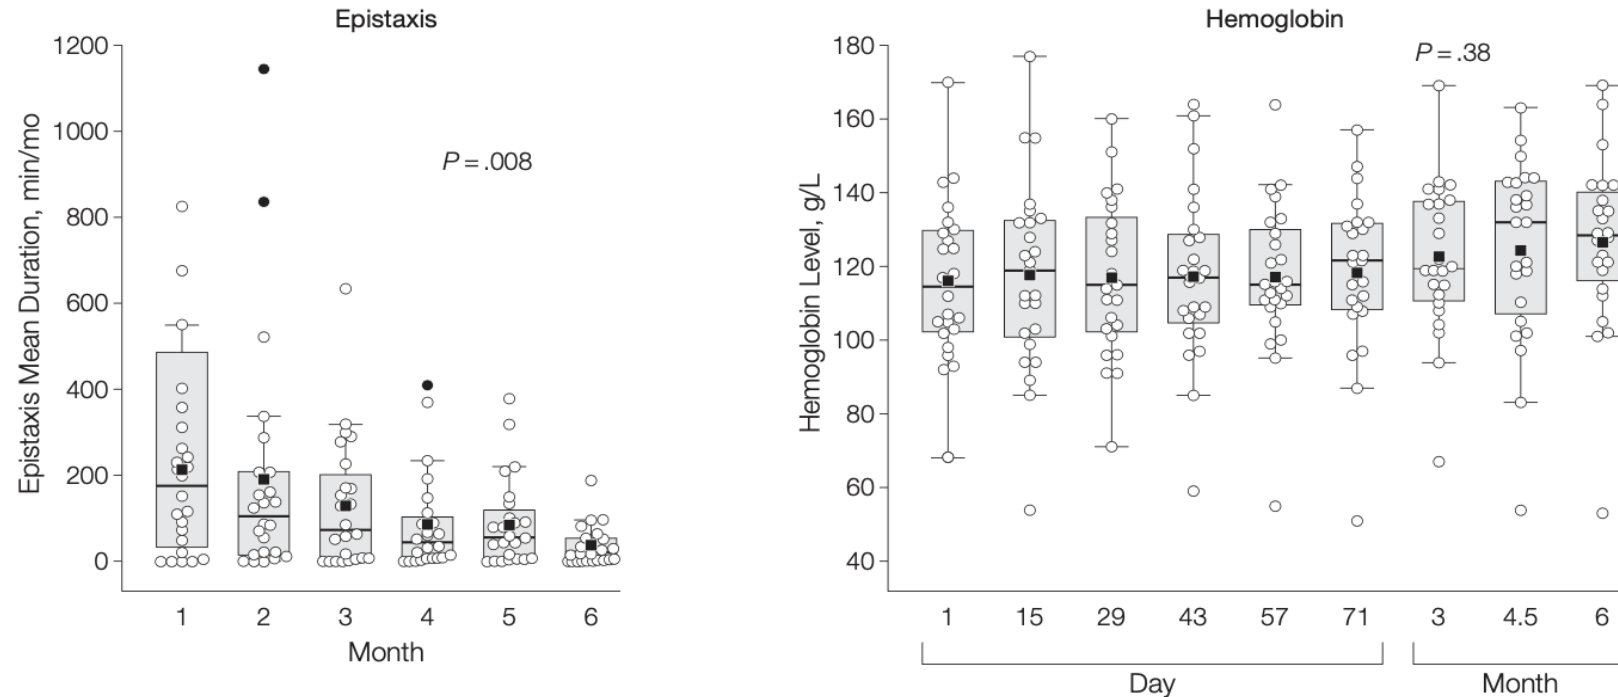 Epistaxis
1200
1000
800
600
400
200
0
Epistaxis Mean Duration, min/mo
P = .008
1 2 3 4 5 6
Month
Hemoglobin
180
160
140
120
100
80
60
40
Hemoglobin Level, g/L
P = .38
1 15 29 43 57 71 3 4.5 6
Day Month